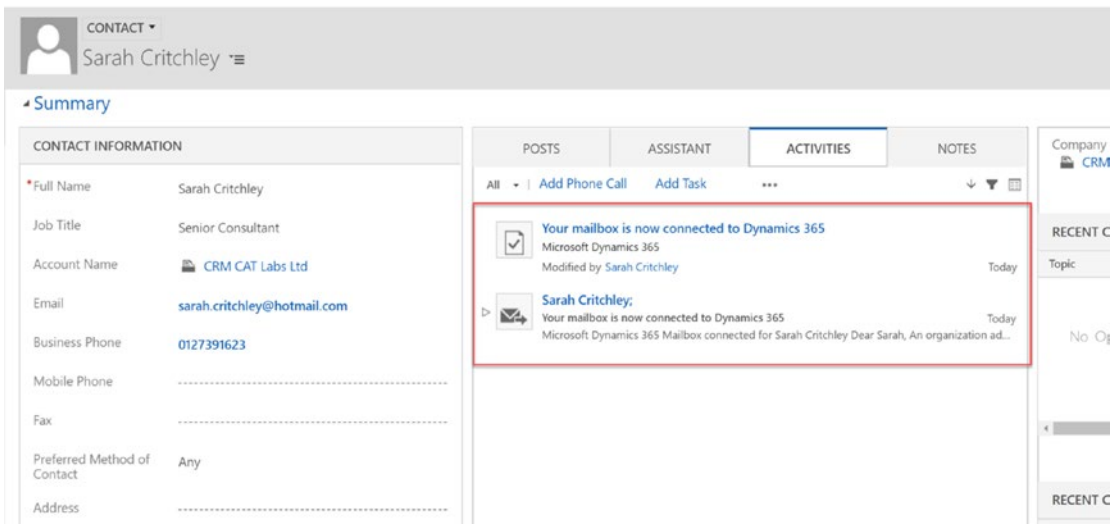 CONTACT
Sarah Critchley
Summary
CONTACT INFORMATION
*Full Name Sarah Critchley
Job Title Senior Consultant
Account Name CRM CAT Labs Ltd
Email sarah.critchley@hotmail.com
Business Phone 0127391623
Mobile Phone
Fax
Preferred Method of
Contact Any
Address
POSTS ASSISTANT ACTIVITIES NOTES
All | Add Phone Call Add Task ...
Your mailbox is now connected to Dynamics 365
Microsoft Dynamics 365
Modified by Sarah Critchley Today
Sarah Critchley;
Your mailbox is now connected to Dynamics 365 Today
Microsoft Dynamics 365 Mailbox connected for Sarah Critchley Dear Sarah, An organization ad...
Company
CRM
RECENT C
Topic
No Op
RECENT C